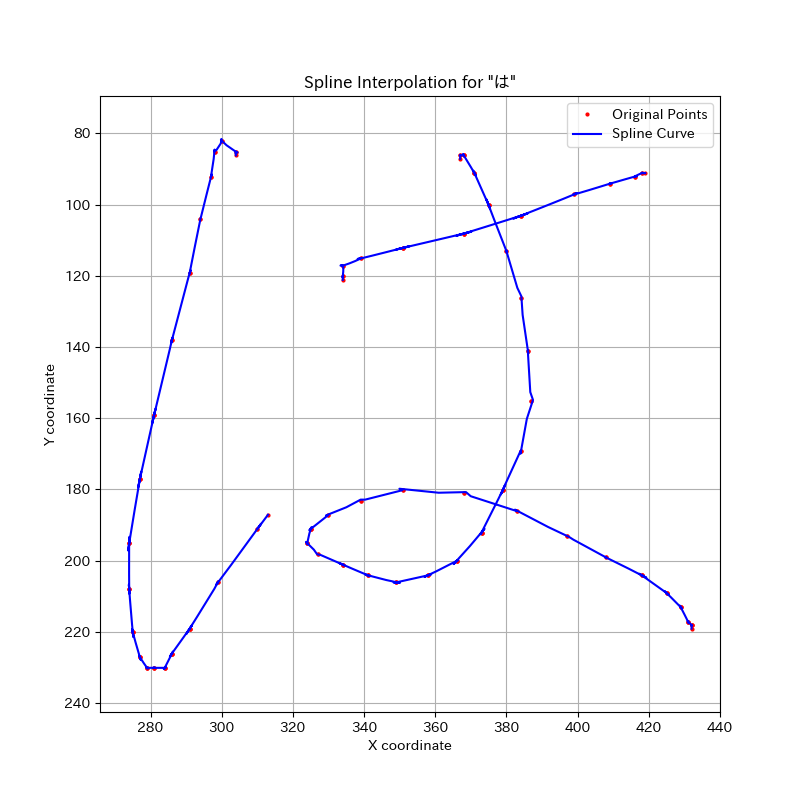 Spline Interpolation for "は"
Original Points
Spline Curve
80
100
120
140
160
180
200
220
240
Y coordinate
は
280 300 320 340 360 380 400 420 440
X coordinate